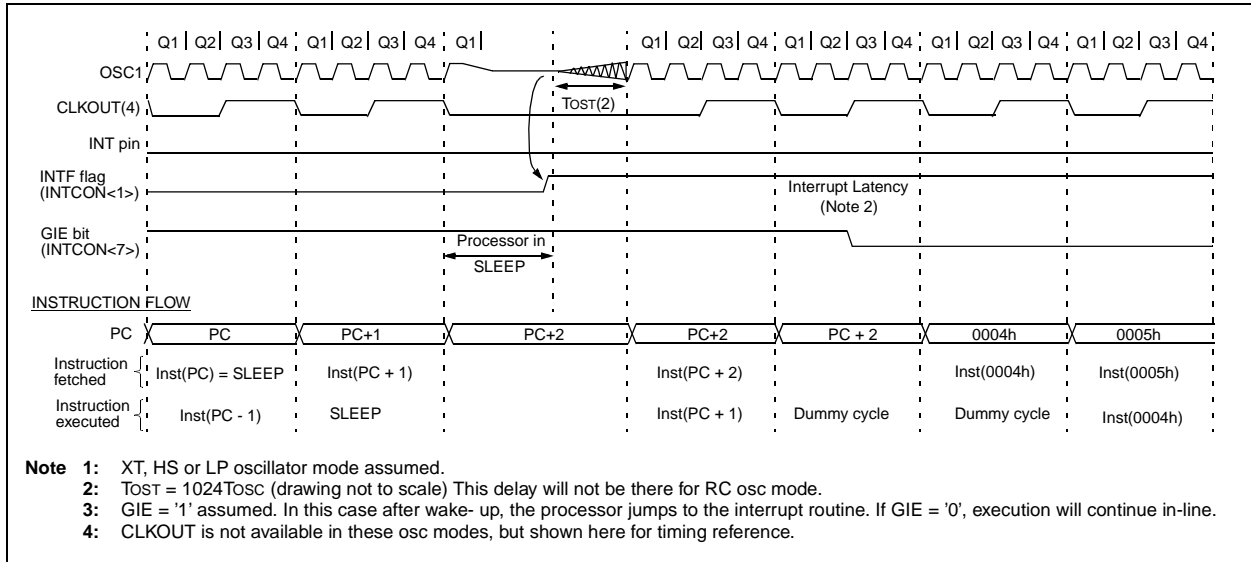 Q1 Q2 Q3 Q4 Q1 Q2 Q3 Q4 Q1 Q1 Q2 Q3 Q4 Q1 Q2 Q3 Q4 Q1 Q2 Q3 Q4 Q1 Q2 Q3 Q4
OSC1
TOST(2)
CLKOUT(4)
INT pin
INTF flag
(INTCON<1>)
Interrupt Latency
(Note 2)
GIE bit
(INTCON<7>)
Processor in
SLEEP
INSTRUCTION FLOW
PC PC PC+1 PC+2 PC+2 PC + 2 0004h 0005h
Instruction
fetched
Inst(PC) = SLEEP Inst(PC + 1) Inst(PC + 2) Inst(0004h) Inst(0005h)
Instruction
executed
Inst(PC - 1) SLEEP Inst(PC + 1) Dummy cycle Dummy cycle Inst(0004h)
Note 1: XT, HS or LP oscillator mode assumed.
2: TOST = 1024TOSC (drawing not to scale) This delay will not be there for RC osc mode.
3: GIE = '1' assumed. In this case after wake- up, the processor jumps to the interrupt routine. If GIE = '0', execution will continue in-line.
4: CLKOUT is not available in these osc modes, but shown here for timing reference.